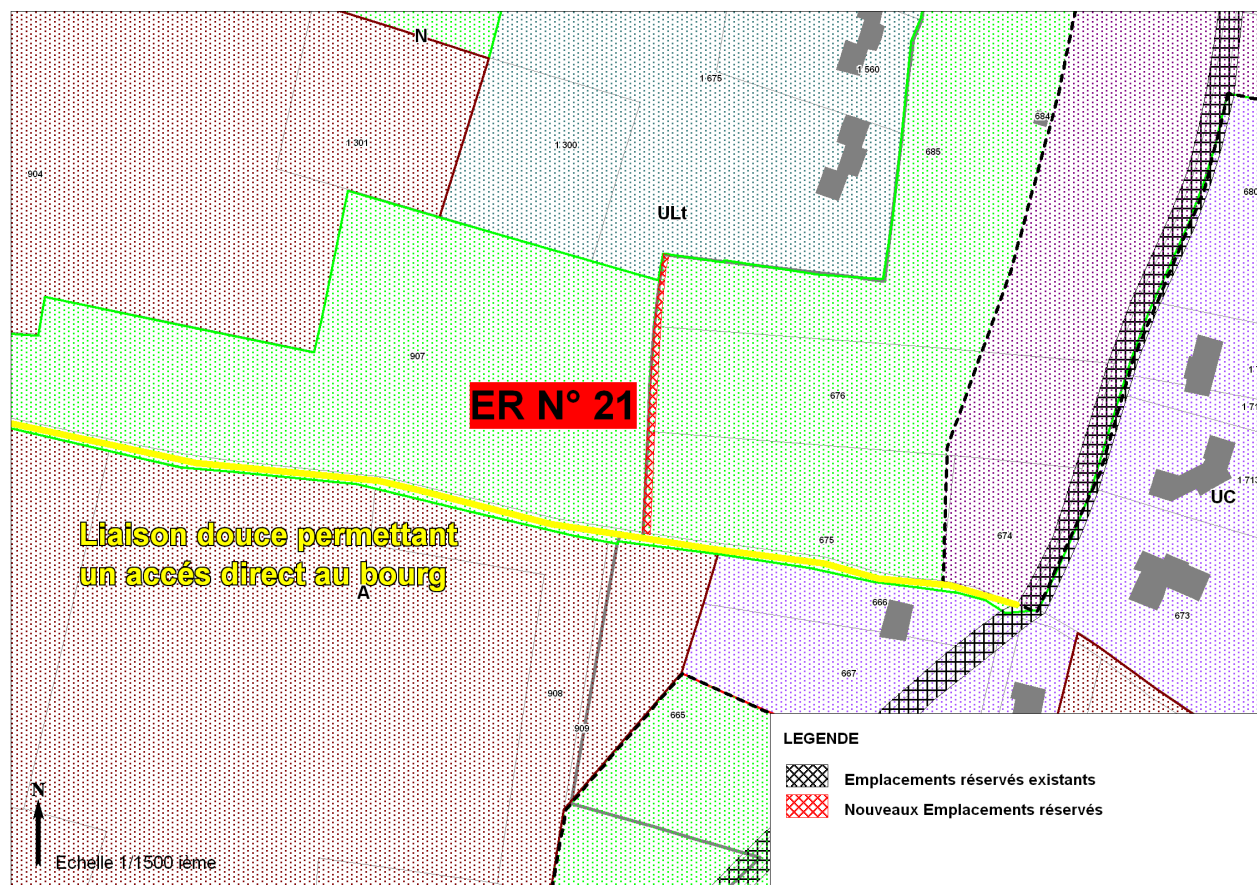 N
1 560
1 675
684
1 301
1 300
685
904
680
ULt
907
676
ER N° 21
1 713
UC
Liaison douce permettant
675
674
un accés direct au bourg
A
666
673
667
908
665
909
LEGENDE
Emplacements réservés existants
Nouveaux Emplacements réservés
N
Echelle 1/1500 ième